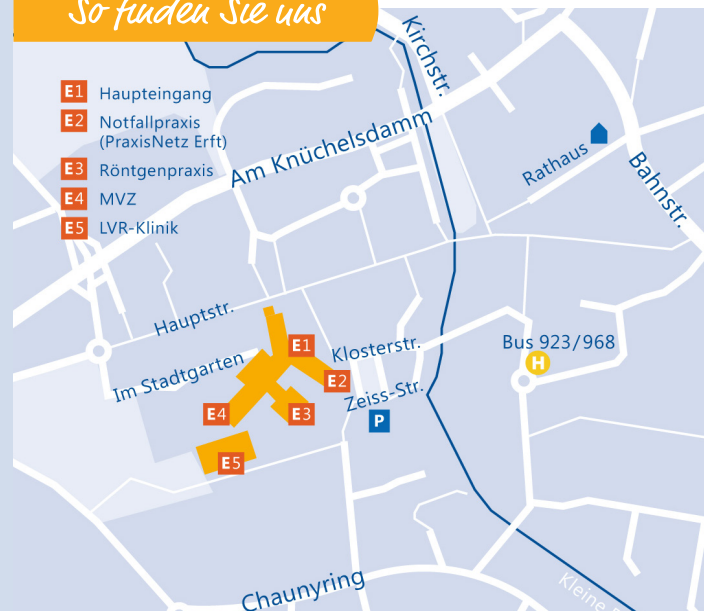 So finden Sie uns
E1 Haupteingang
E2 Notfallpraxis
(PraxisNetz Erft)
E3 Röntgenpraxis
E4 MVZ
E5 LVR-Klinik
Kirchstr.
Am Knüchelsdamm
Rathaus
Bahnstr.
Hauptstr.
Im Stadtgarten
E1
Klosterstr.
Bus 923/968
H
E2
Zeiss-Str.
E4
E3
P
E5
Chaunyring
Kleine